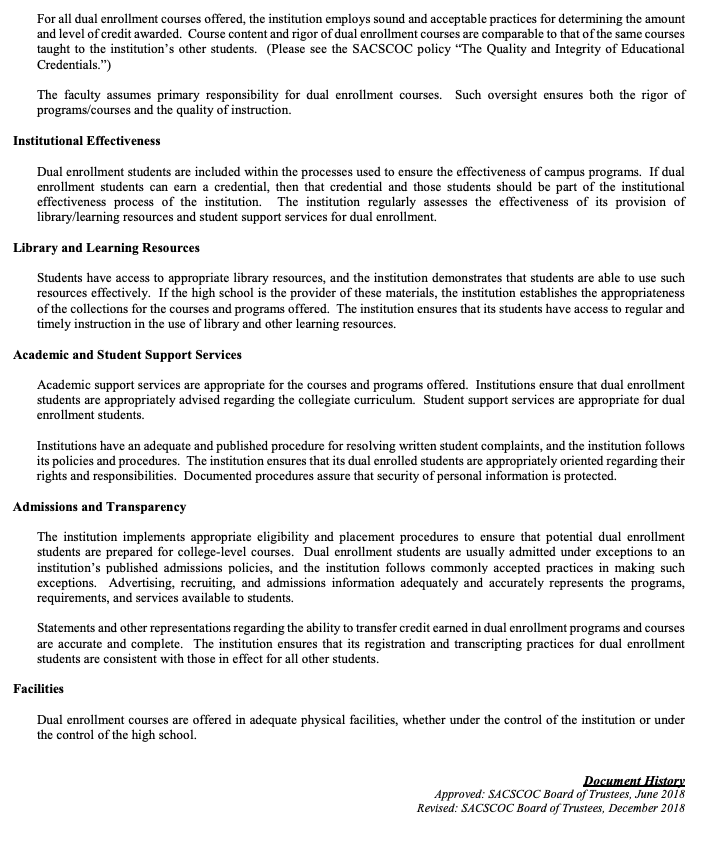 For all dual enrollment courses offered, the institution employs sound and acceptable practices for determining the amount
and level of credit awarded. Course content and rigor of dual enrollment courses are comparable to that of the same courses
taught to the institution's other students. (Please see the SACSCOC policy “The Quality and Integrity of Educational
Credentials.”)
The faculty assumes primary responsibility for dual enrollment courses. Such oversight ensures both the rigor of
programs/courses and the quality of instruction.
Institutional Effectiveness
Dual enrollment students are included within the processes used to ensure the effectiveness of campus programs. If dual
enrollment students can earn a credential, then that credential and those students should be part of the institutional
effectiveness process of the institution. The institution regularly assesses the effectiveness of its provision of
library/learning resources and student support services for dual enrollment.
Library and Learning Resources
Students have access to appropriate library resources, and the institution demonstrates that students are able to use such
resources effectively. If the high school is the provider of these materials, the institution establishes the appropriateness
of the collections for the courses and programs offered. The institution ensures that its students have access to regular and
timely instruction in the use of library and other learning resources.
Academic and Student Support Services
Academic support services are appropriate for the courses and programs offered. Institutions ensure that dual enrollment
students are appropriately advised regarding the collegiate curriculum. Student support services are appropriate for dual
enrollment students.
Institutions have an adequate and published procedure for resolving written student complaints, and the institution follows
its policies and procedures. The institution ensures that its dual enrolled students are appropriately oriented regarding their
rights and responsibilities. Documented procedures assure that security of personal information is protected.
Admissions and Transparency
The institution implements appropriate eligibility and placement procedures to ensure that potential dual enrollment
students are prepared for college-level courses. Dual enrollment students are usually admitted under exceptions to an
institution's published admissions policies, and the institution follows commonly accepted practices in making such
exceptions. Advertising, recruiting, and admissions information adequately and accurately represents the programs,
requirements, and services available to students.
Statements and other representations regarding the ability to transfer credit earned in dual enrollment programs and courses
are accurate and complete. The institution ensures that its registration and transcripting practices for dual enrollment
students are consistent with those in effect for all other students.
Facilities
Dual enrollment courses are offered in adequate physical facilities, whether under the control of the institution or under
the control of the high school.
Document History
Approved: SACSCOC Board of Trustees, June 2018
Revised: SACSCOC Board of Trustees, December 2018